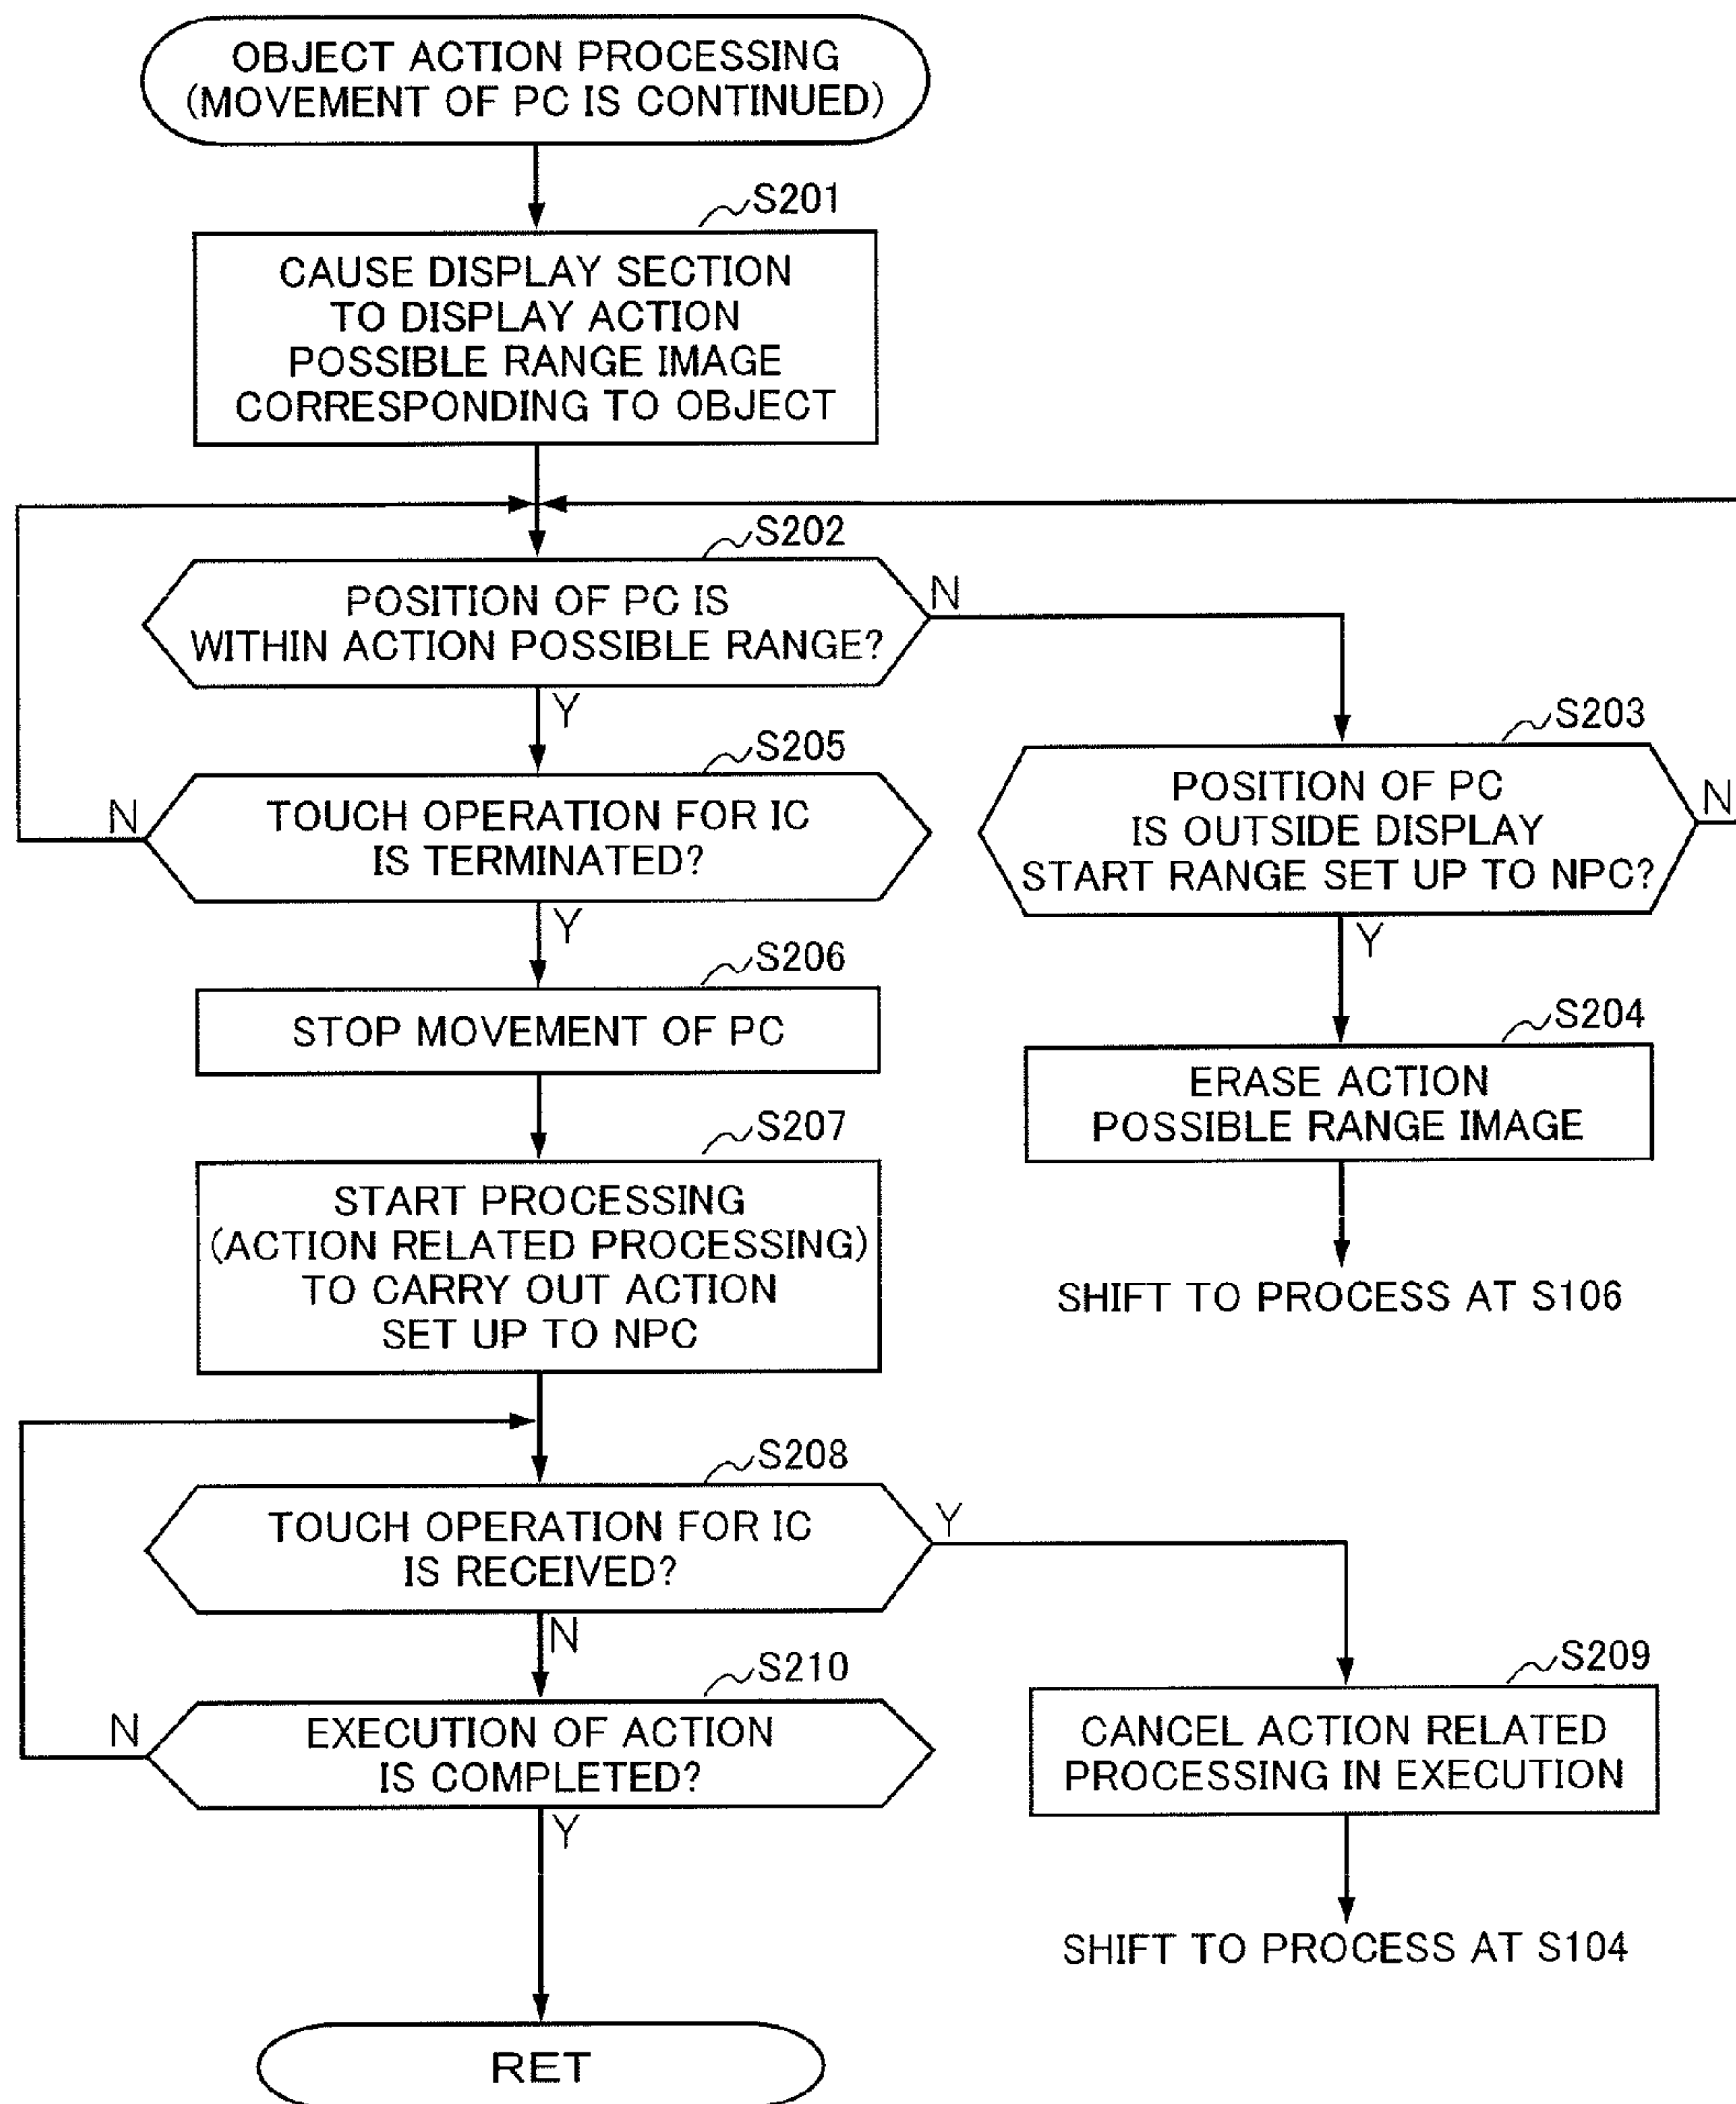 OBJECT ACTION PROCESSING
(MOVEMENT OF PC IS CONTINUED)
S201
CAUSE DISPLAY SECTION
TO DISPLAY ACTION
POSSIBLE RANGE IMAGE
CORRESPONDING TO OBJECT
S202
POSITION OF PC IS
WITHIN ACTION POSSIBLE RANGE?
N
Y
S203
POSITION OF PC
IS OUTSIDE DISPLAY
START RANGE SET UP TO NPC?
N
Y
S205
TOUCH OPERATION FOR IC
IS TERMINATED?
N
Y
S204
ERASE ACTION
POSSIBLE RANGE IMAGE
SHIFT TO PROCESS AT S106
S206
STOP MOVEMENT OF PC
S207
START PROCESSING
(ACTION RELATED PROCESSING)
TO CARRY OUT ACTION
SET UP TO NPC
S208
TOUCH OPERATION FOR IC
IS RECEIVED?
Y
N
S209
CANCEL ACTION RELATED
PROCESSING IN EXECUTION
SHIFT TO PROCESS AT S104
S210
EXECUTION OF ACTION
IS COMPLETED?
N
Y
RET